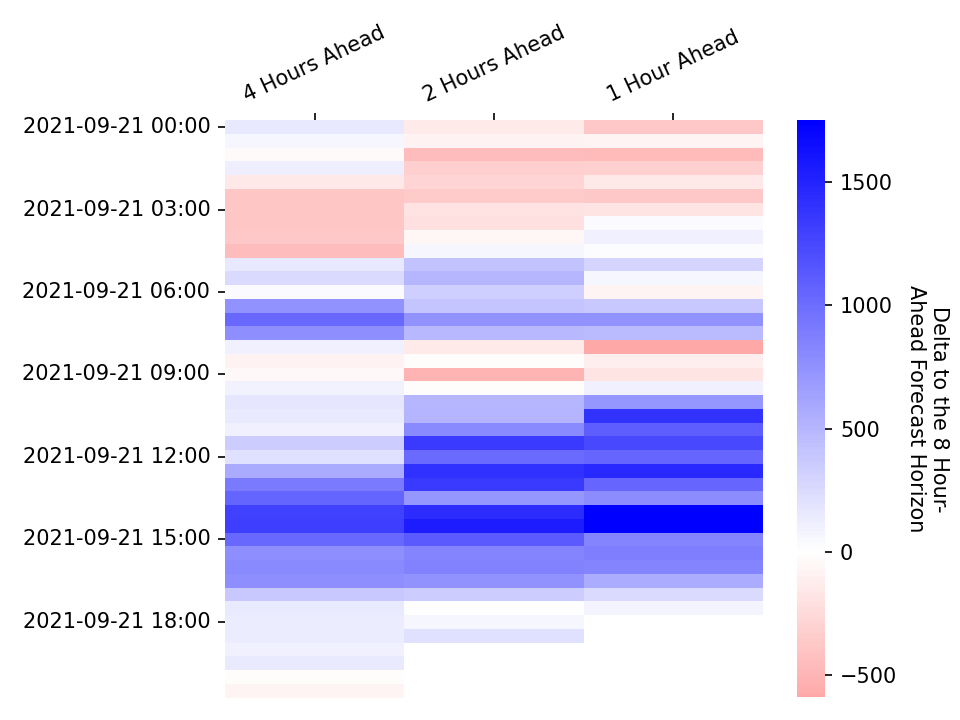 4 Hours Ahead
2 Hours Ahead
1 Hour Ahead
2021-09-21 00:00
2021-09-21 03:00
2021-09-21 06:00
2021-09-21 09:00
2021-09-21 12:00
2021-09-21 15:00
2021-09-21 18:00
1500
1000
500
0
−500
Delta to the 8 Hour-
Ahead Forecast Horizon